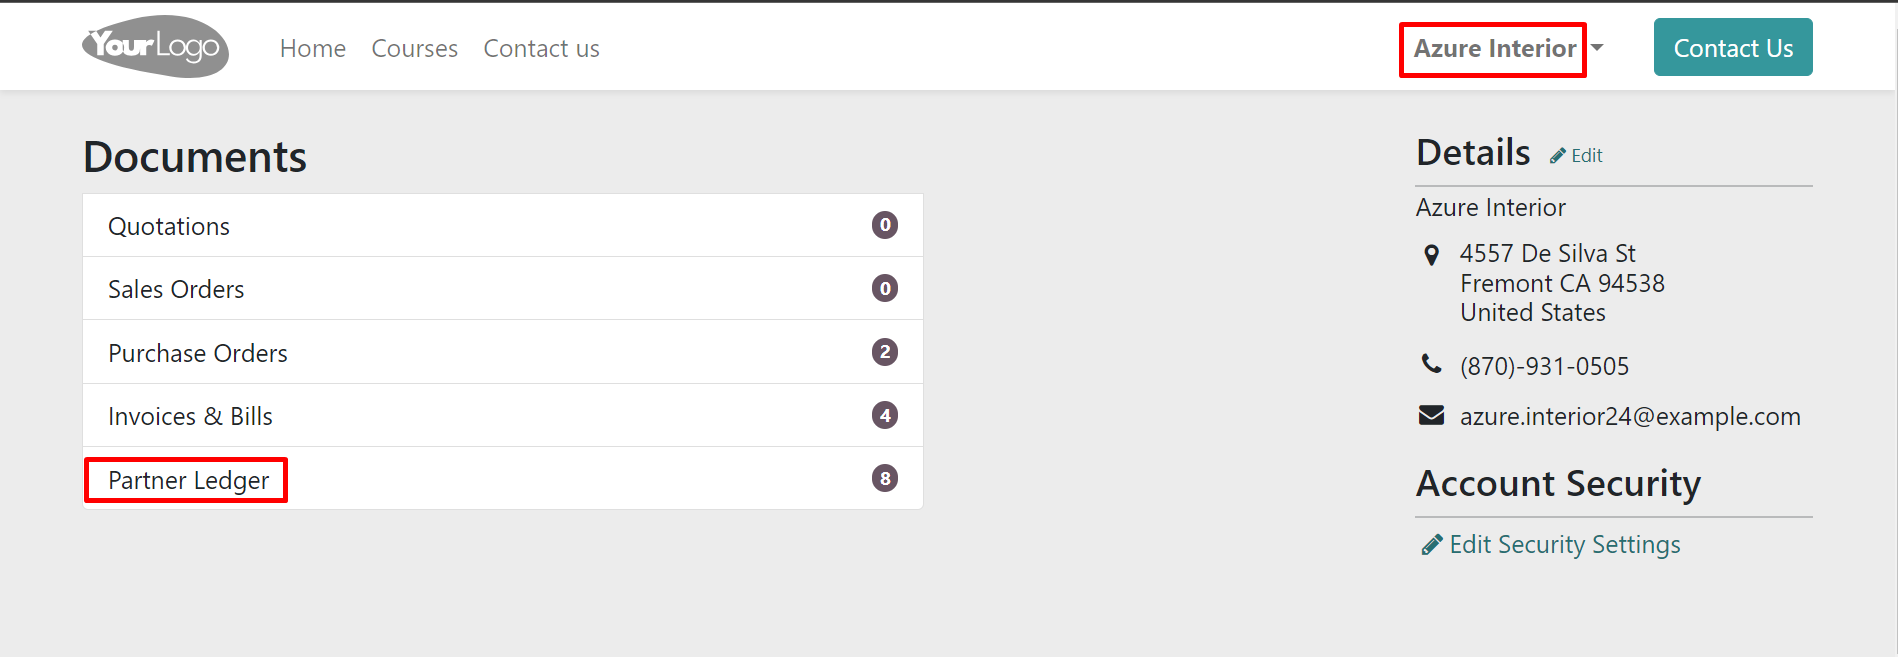 YourLogo Home Courses Contact us Azure Interior Contact Us
Documents
Quotations 0
Sales Orders 0
Purchase Orders 2
Invoices & Bills 4
Partner Ledger 8
Details Edit
Azure Interior
4557 De Silva St
Fremont CA 94538
United States
(870)-931-0505
azure.interior24@example.com
Account Security
Edit Security Settings